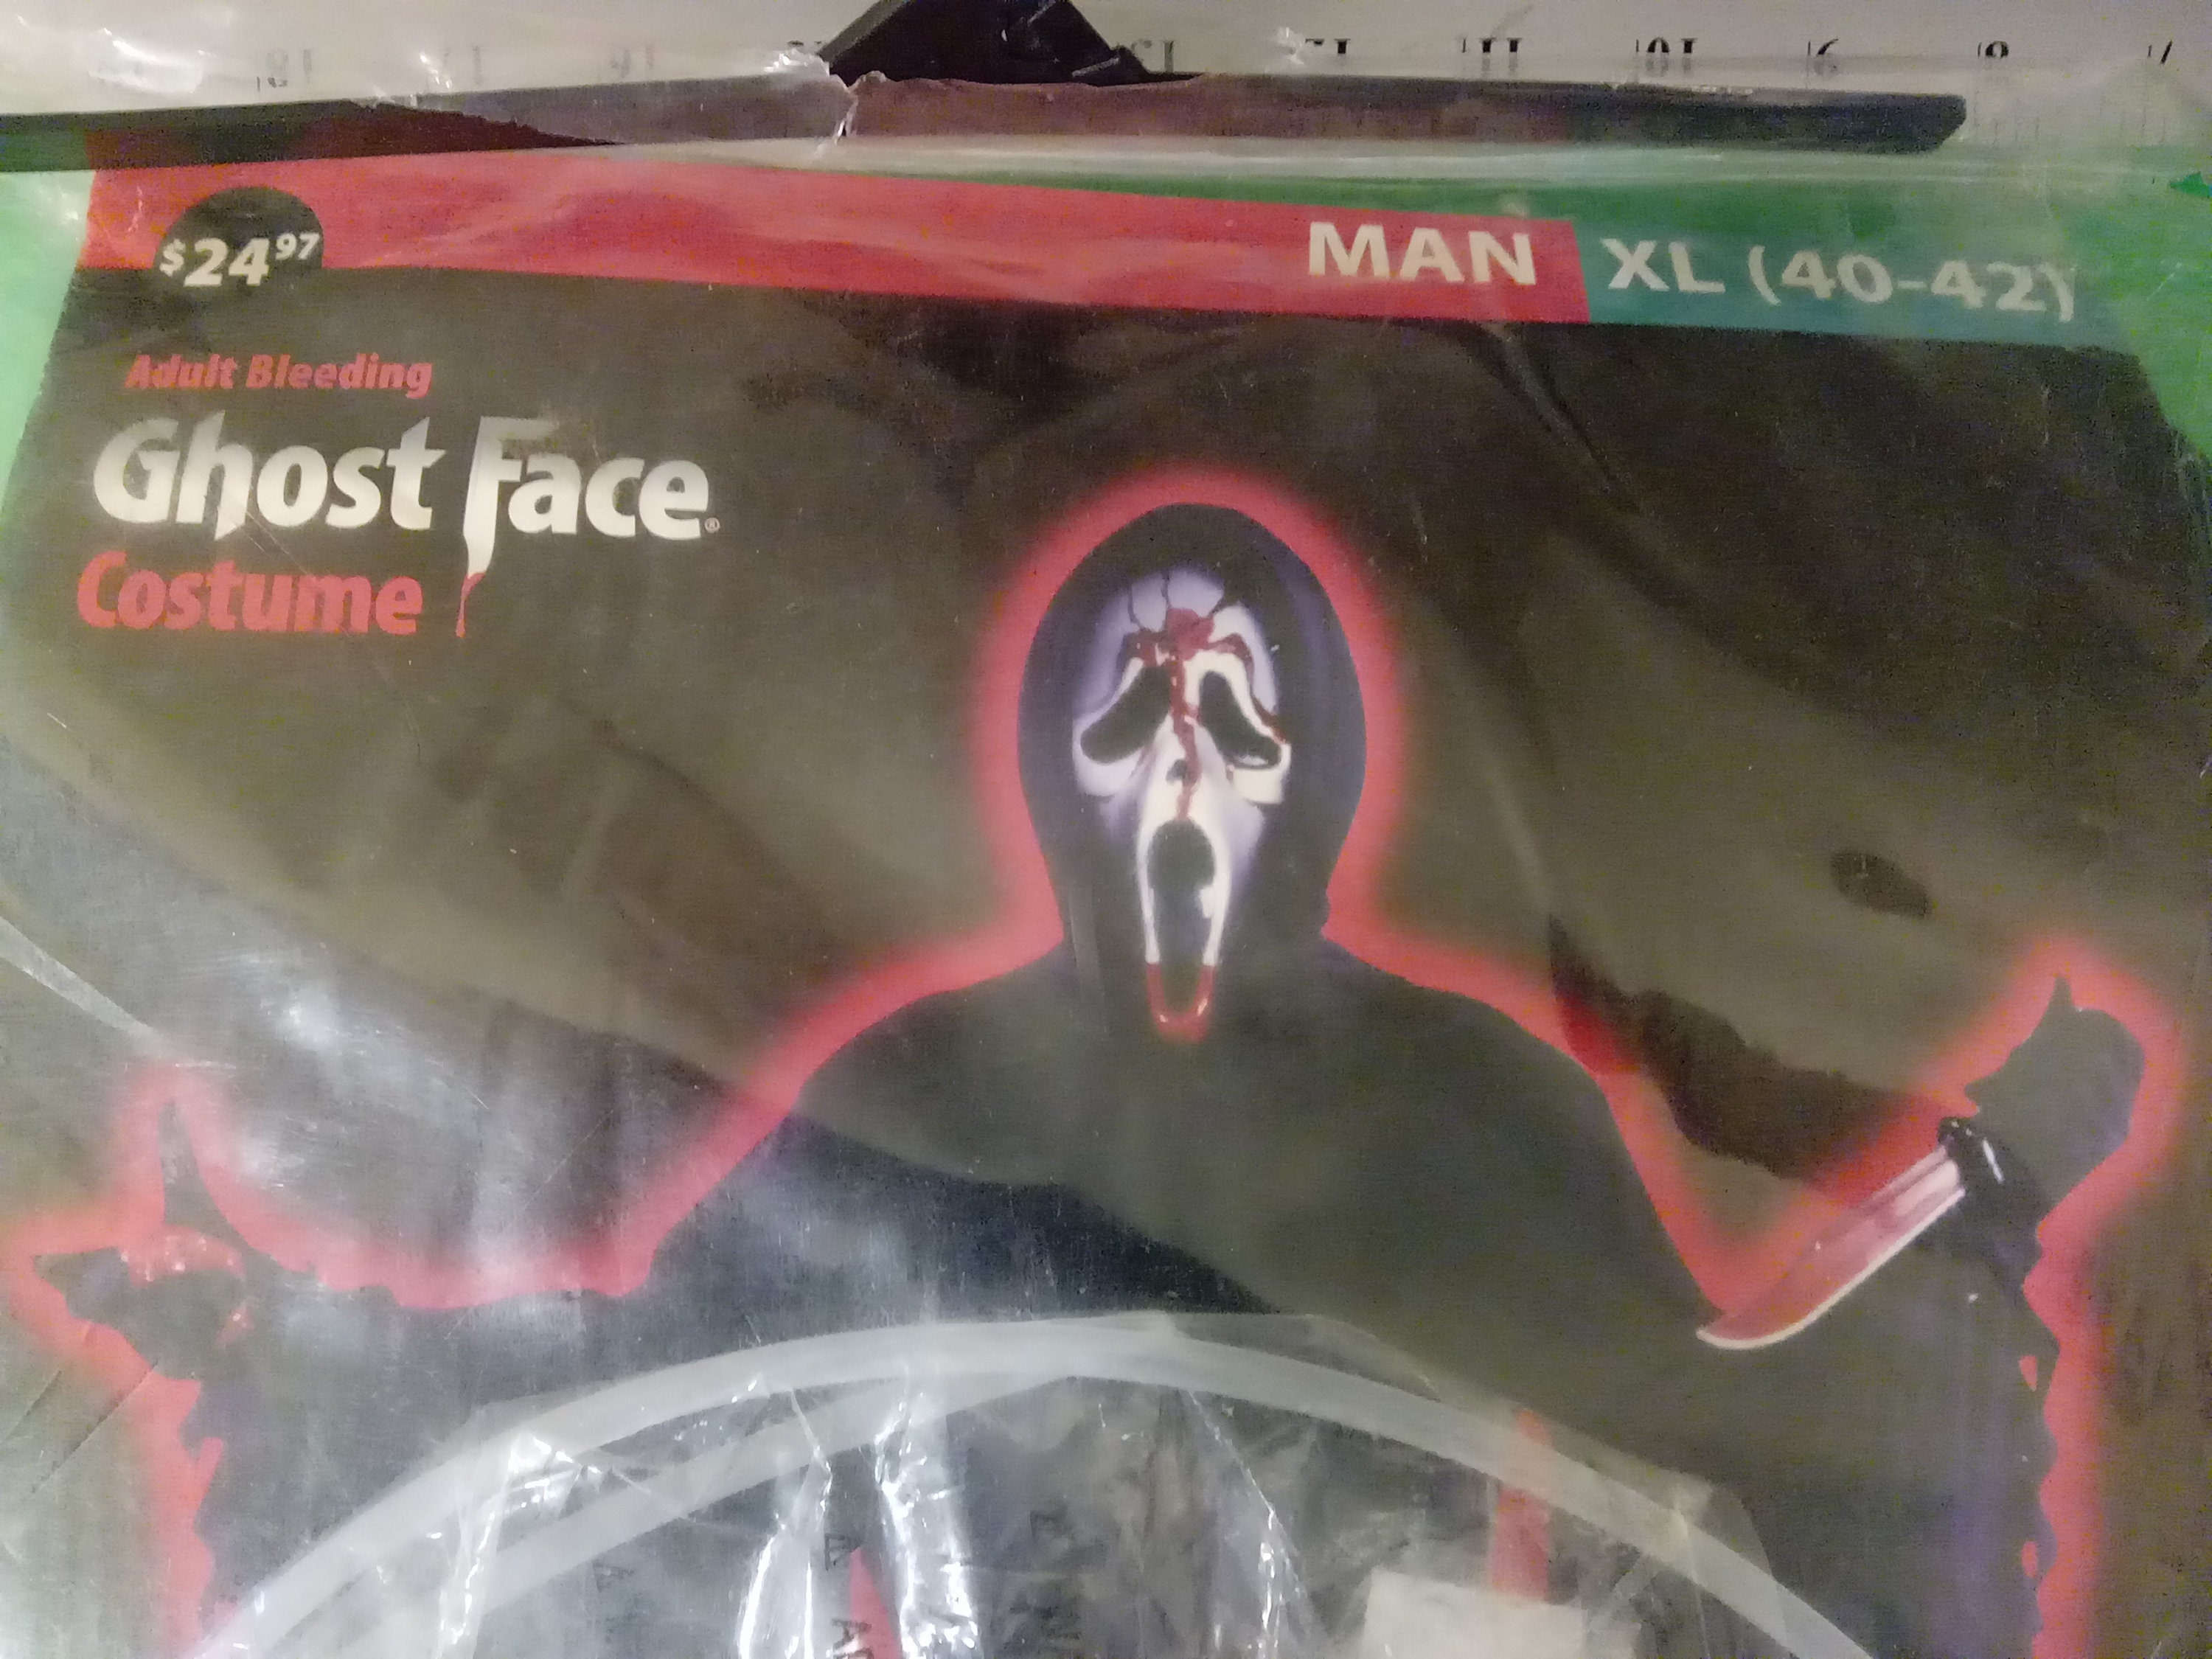 $24.97
MAN XL (40-42)
Adult Bleeding
Ghost Face®
Costume